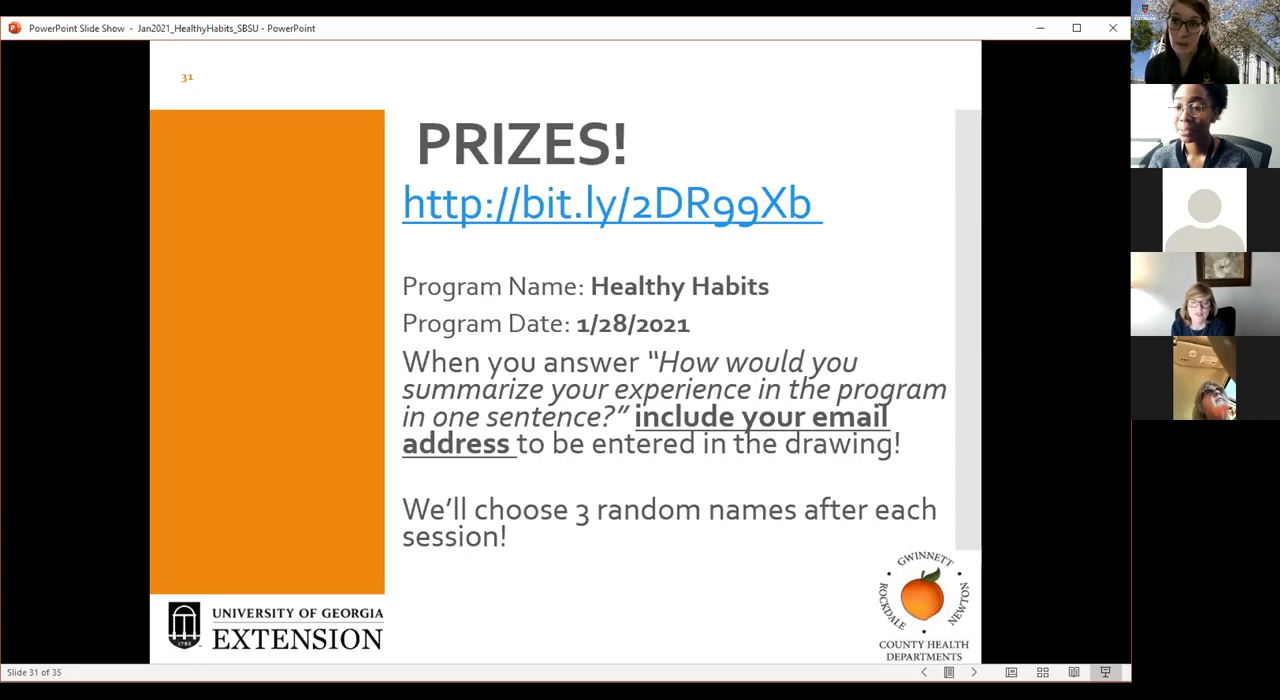 PowerPoint Slide Show - Jan2021_HealthyHabits_SBSU - PowerPoint
31
PRIZES!
http://bit.ly/2DR99Xb
Program Name: Healthy Habits
Program Date: 1/28/2021
When you answer “How would you
summarize your experience in the program
in one sentence?” include your email
address to be entered in the drawing!
We’ll choose 3 random names after each
session!
UNIVERSITY OF GEORGIA
EXTENSION
1785
GWINNETT
ROCKDALE
NEWTON
COUNTY HEALTH
DEPARTMENTS
Slide 31 of 35